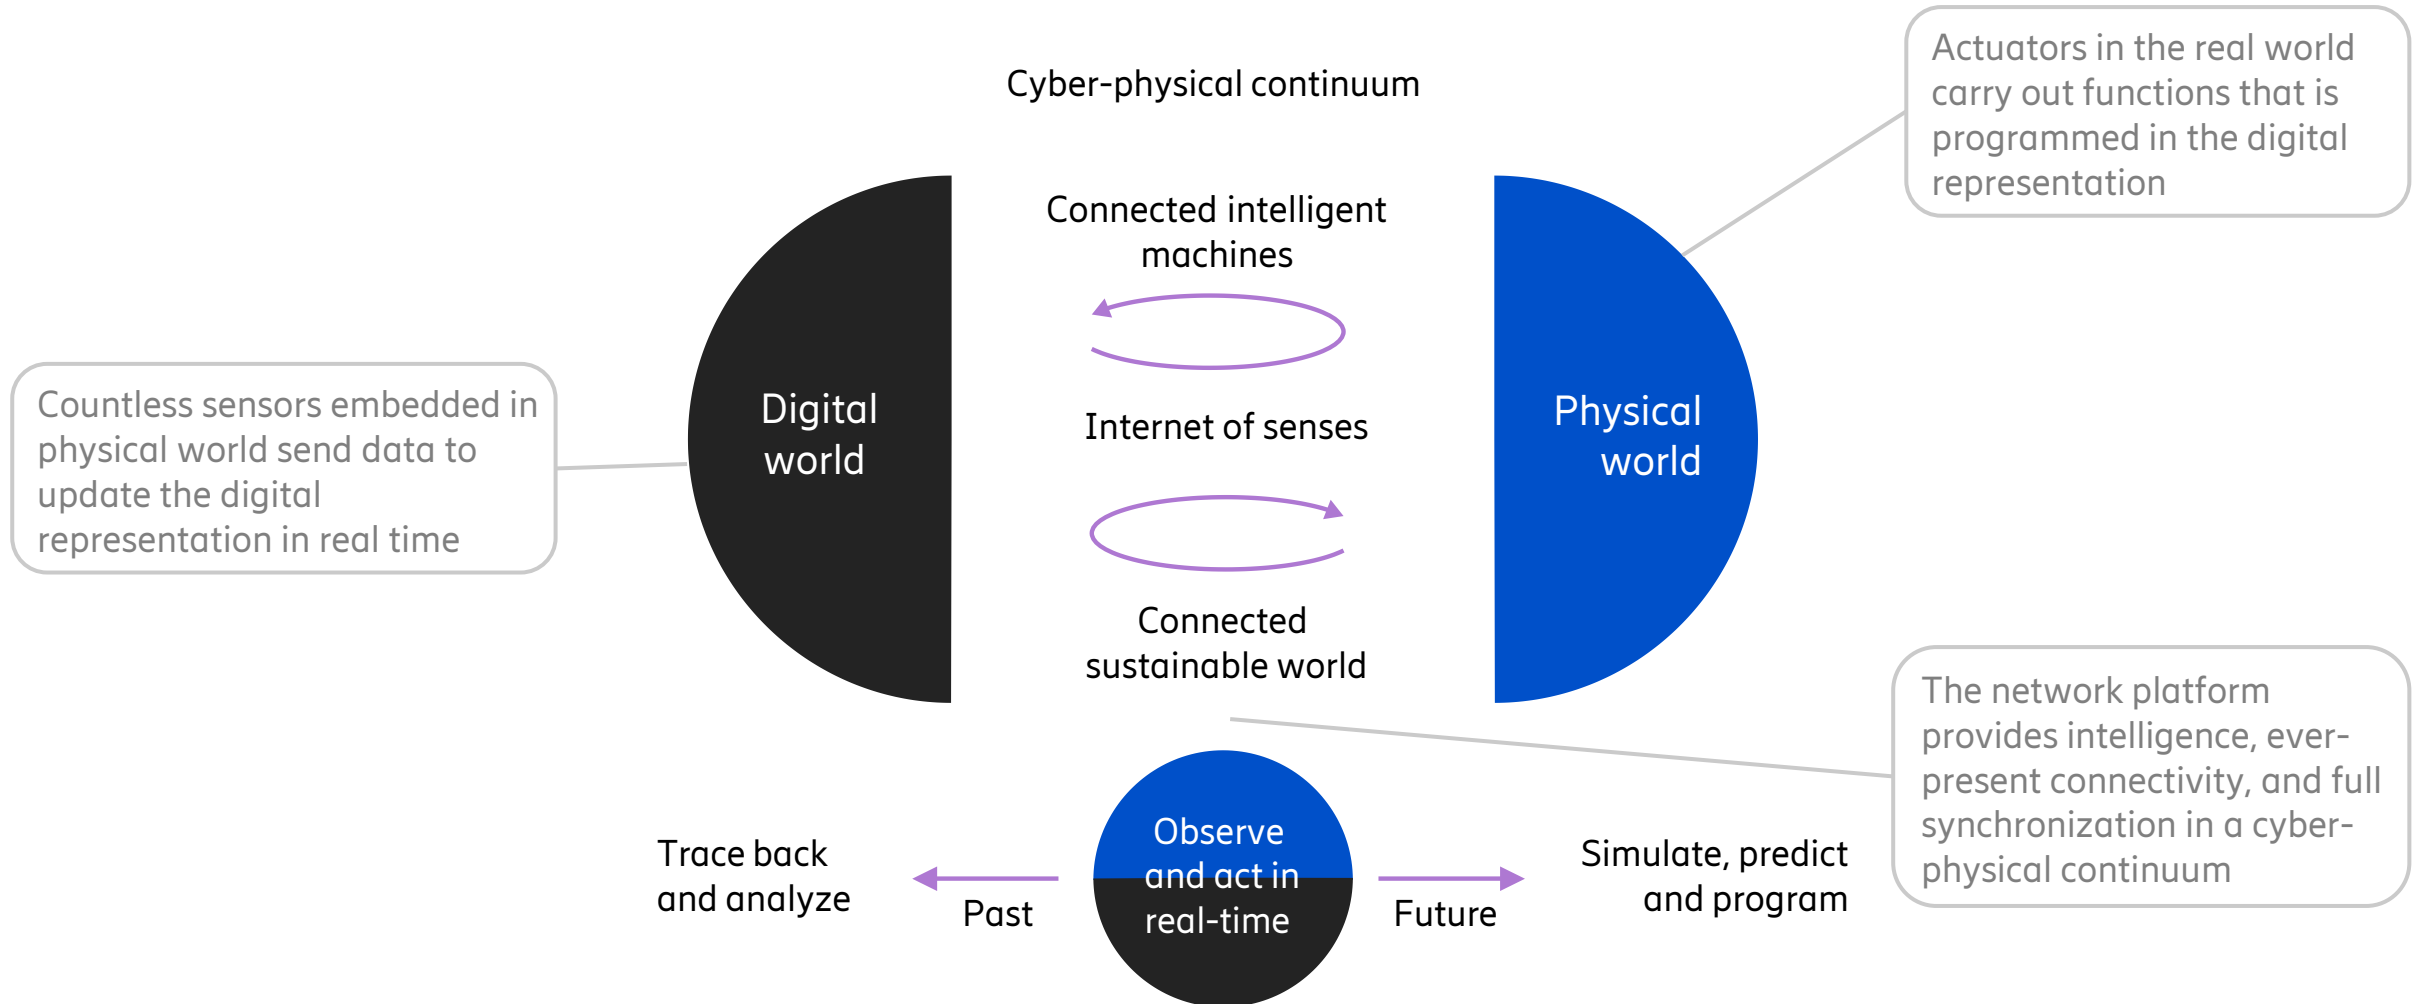 Cyber-physical continuum
Actuators in the real world
carry out functions that is
programmed in the digital
representation
Connected intelligent
machines
Countless sensors embedded in
physical world send data to
update the digital
representation in real time
Digital
world
Internet of senses
Physical
world
Connected
sustainable world
The network platform
provides intelligence, ever-
present connectivity, and full
synchronization in a cyber-
physical continuum
Trace back
and analyze
Past
Observe
and act in
real-time
Future
Simulate, predict
and program